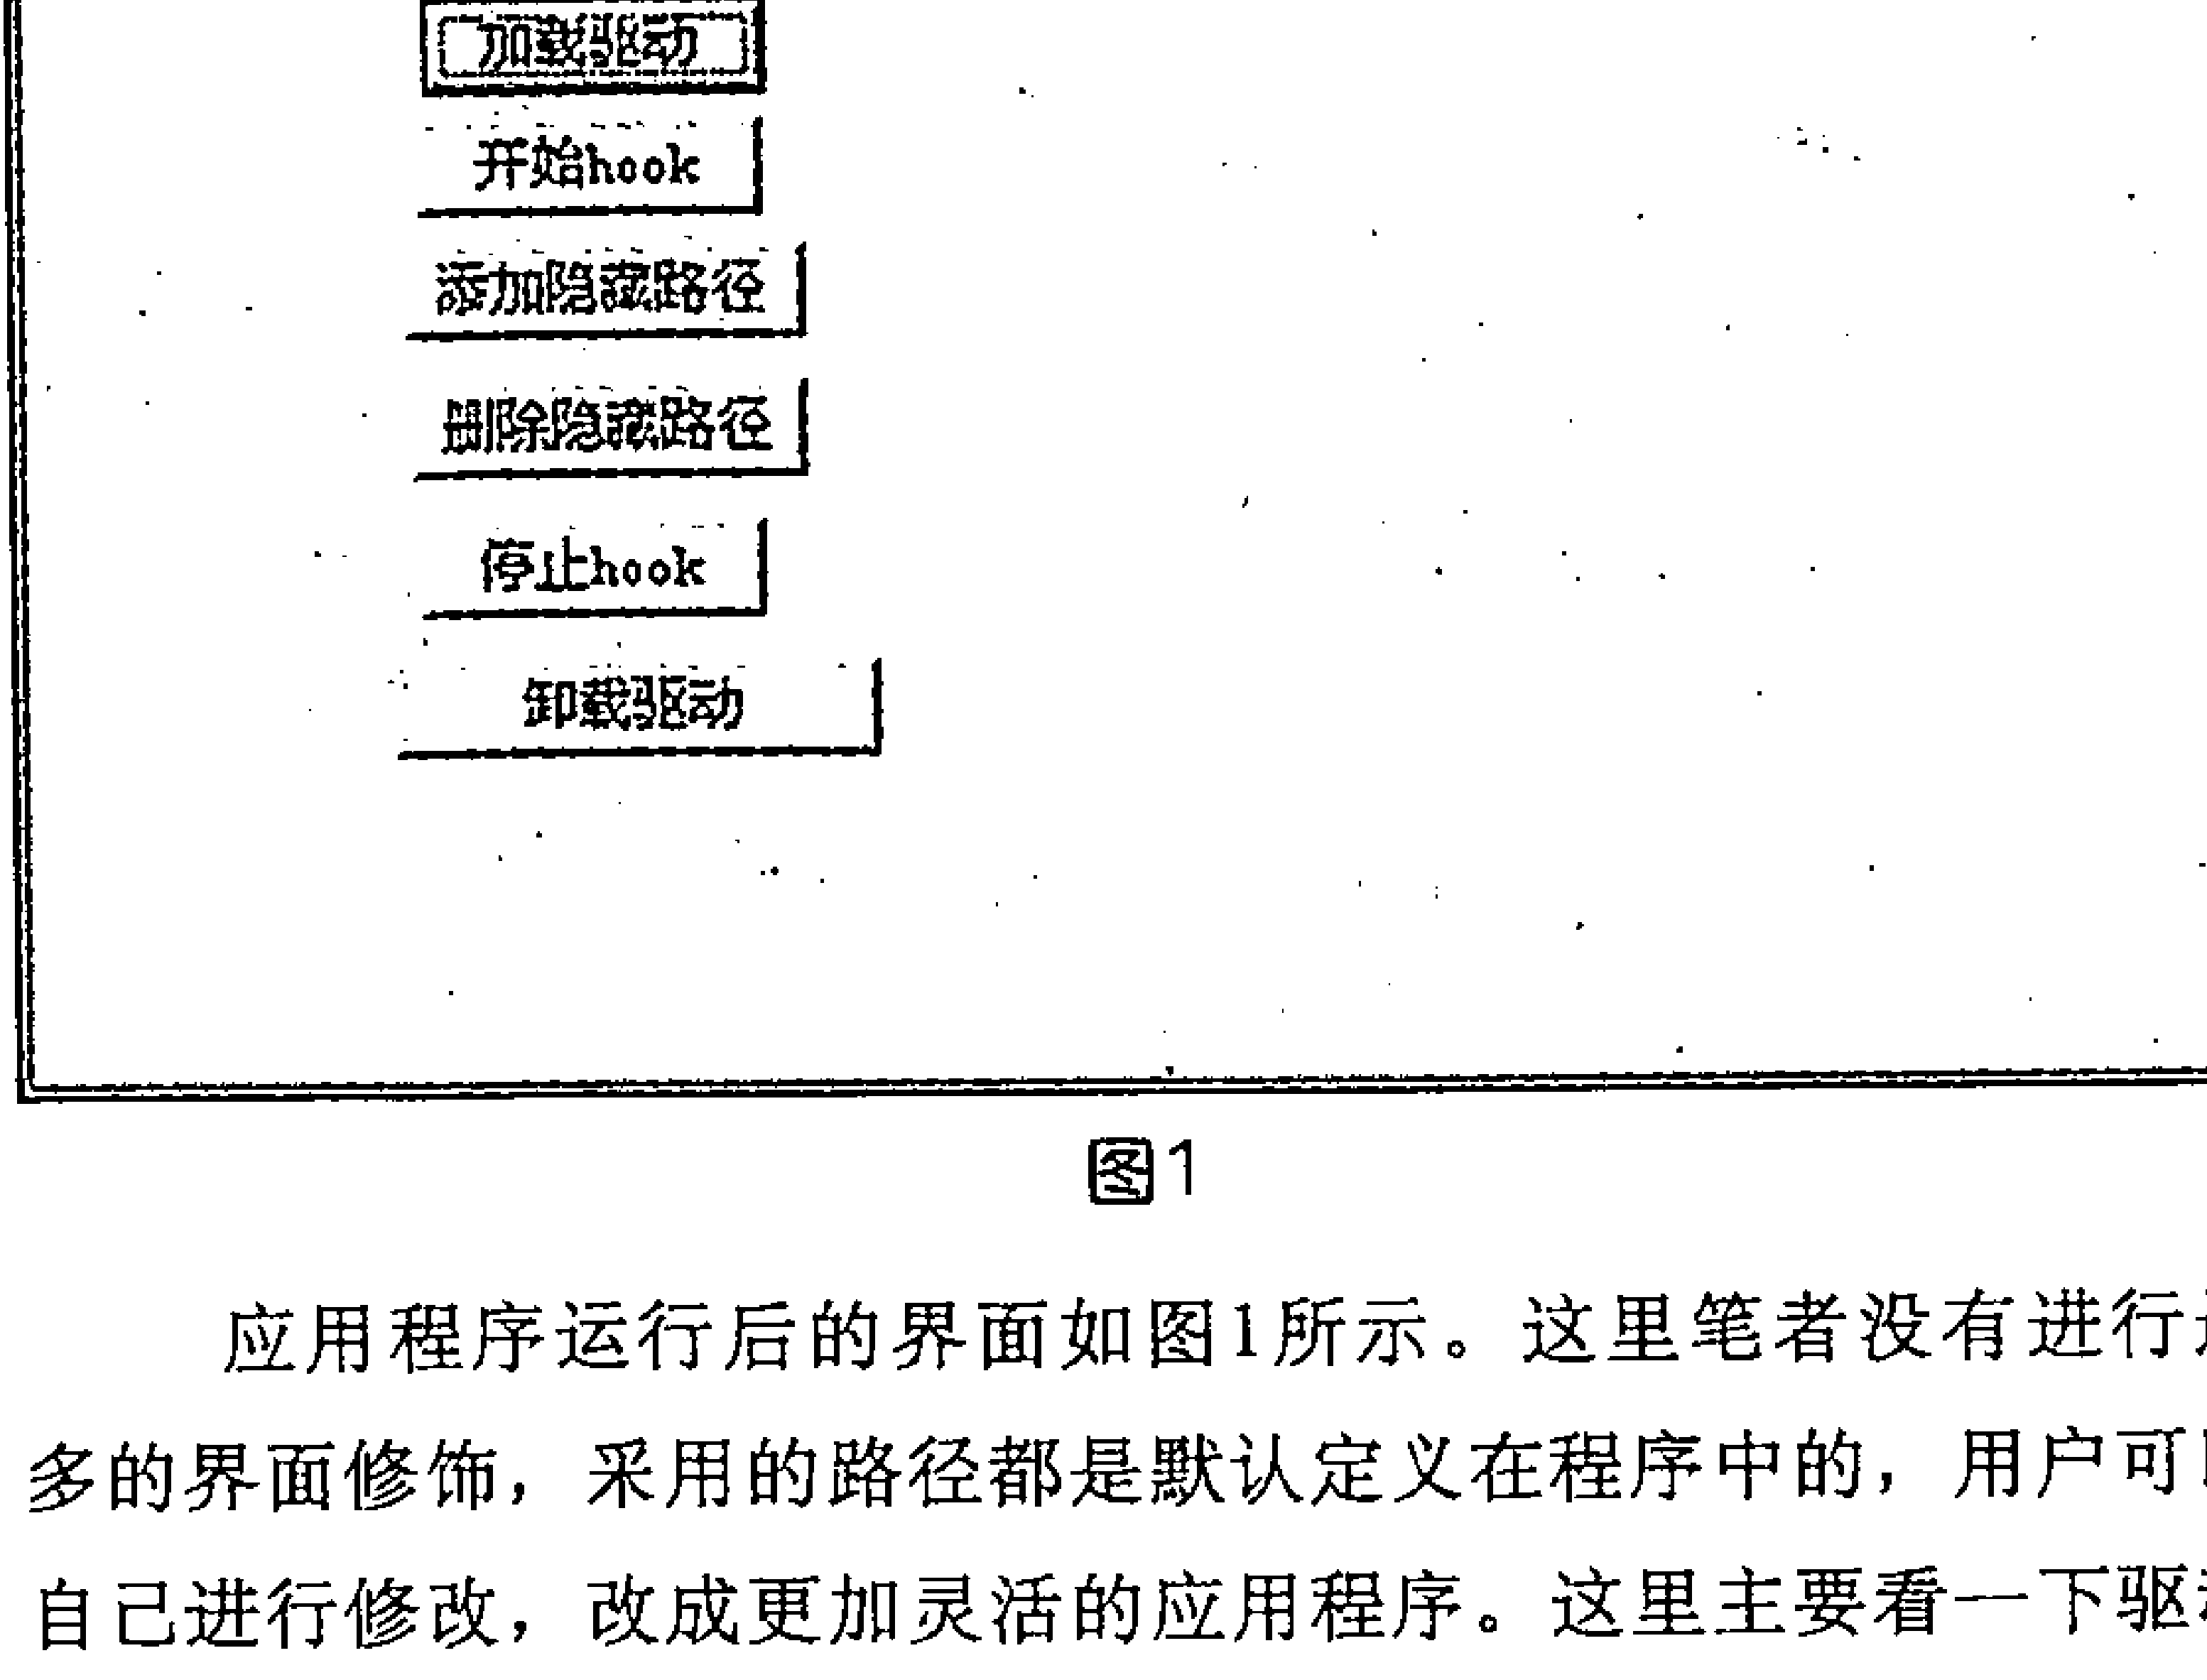 加载驱动
开始hook
添加隐藏路径
删除隐藏路径
停止hook
卸载驱动
图1
应用程序运行后的界面如图1所示。这里笔者没有进行
多的界面修饰，采用的路径都是默认定义在程序中的，用户可
自己进行修改，改成更加灵活的应用程序。这里主要看一下驱